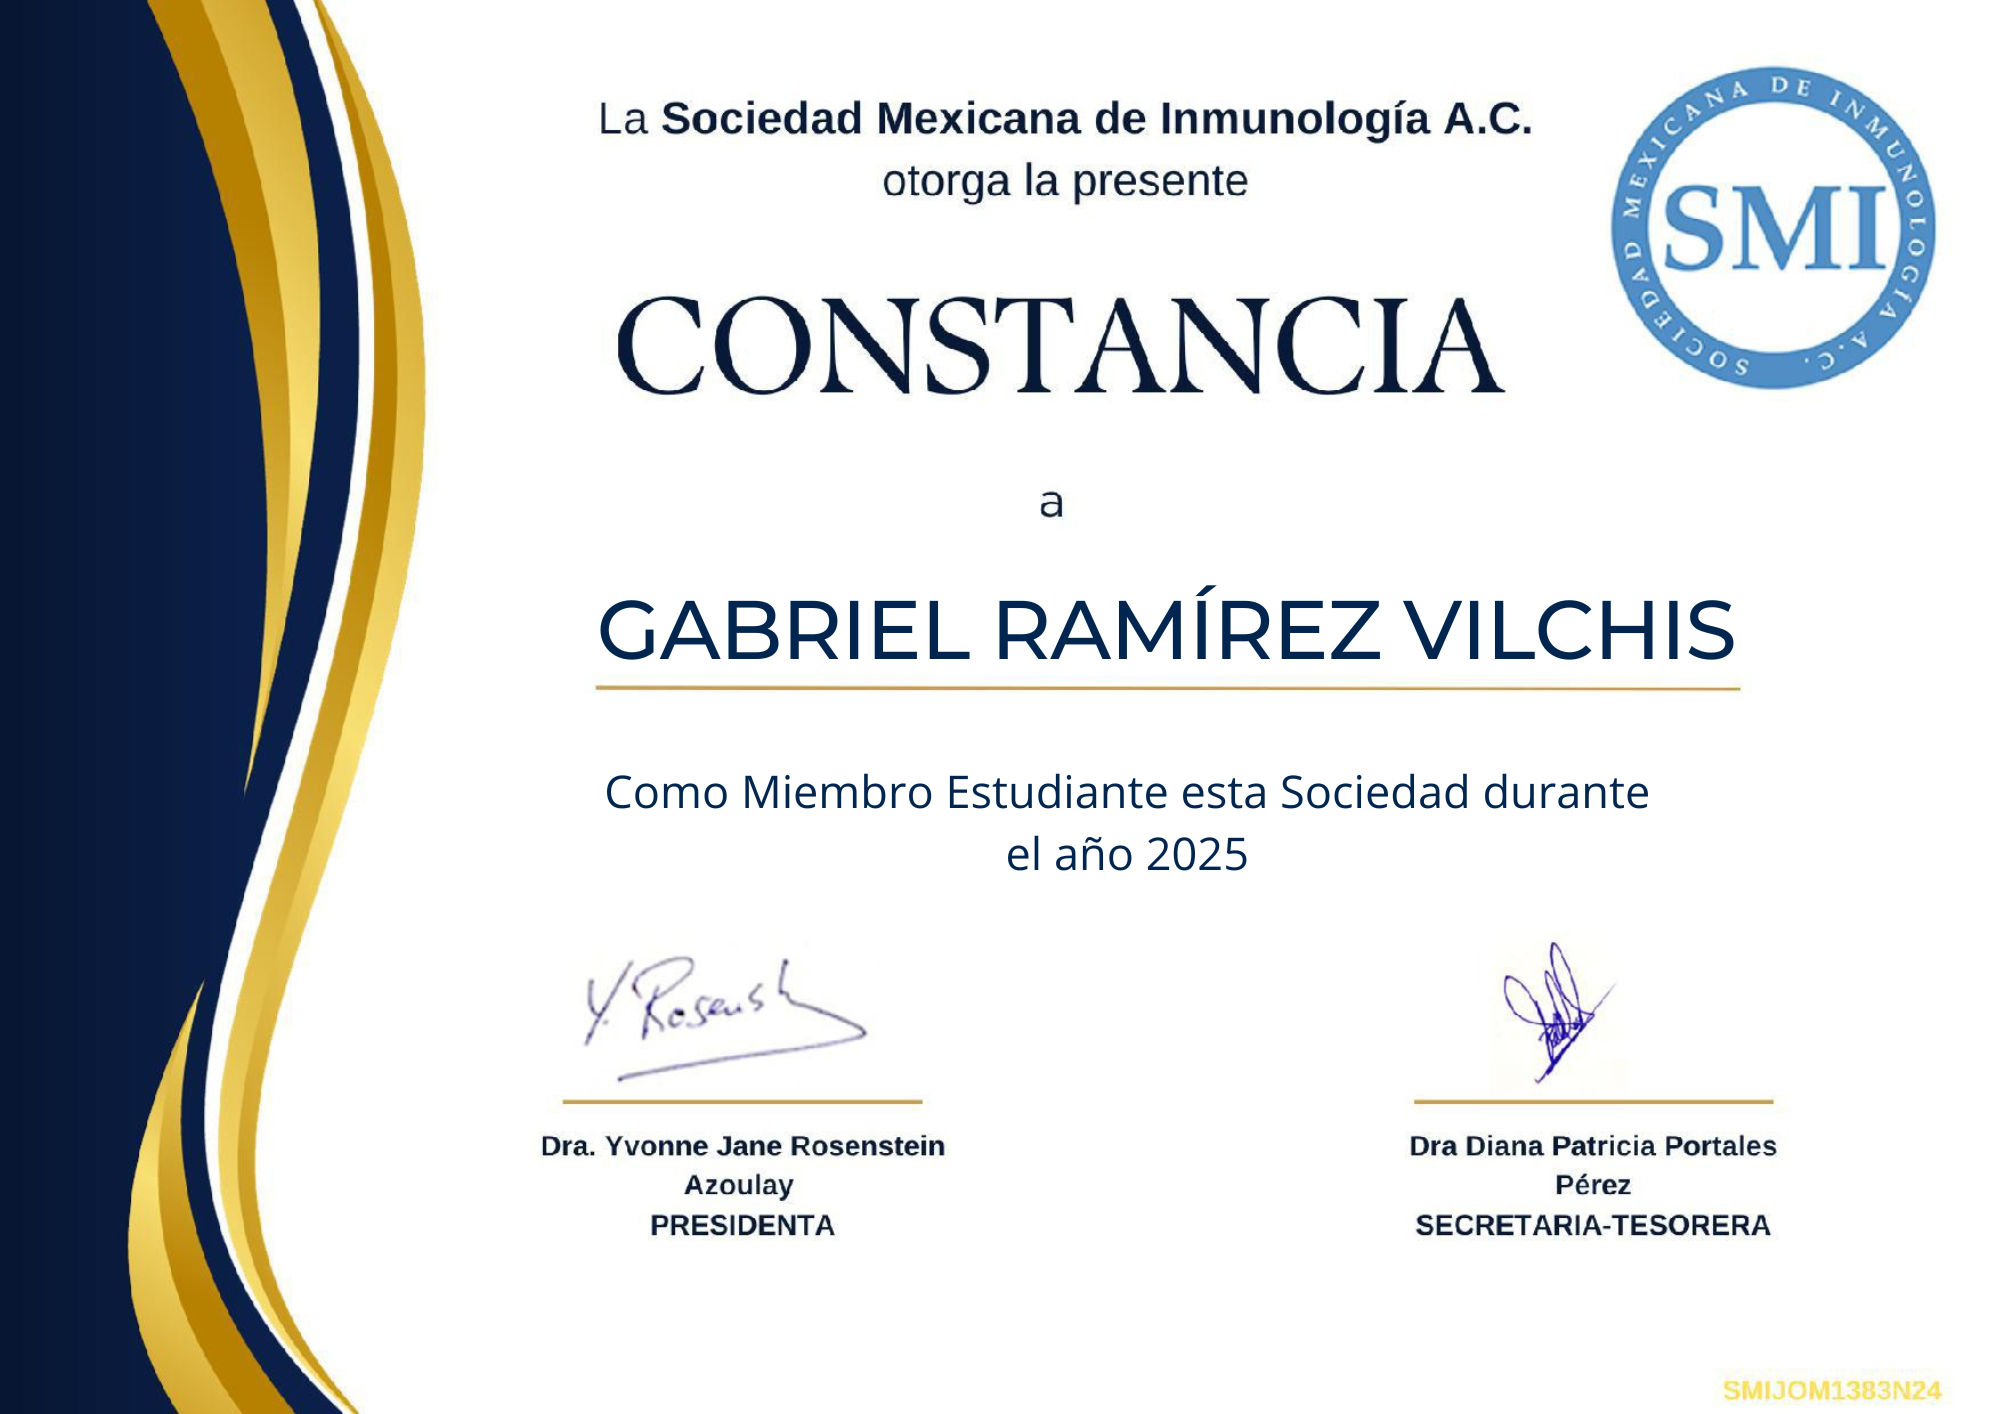 La Sociedad Mexicana de Inmunología A.C.
otorga la presente
SOCIEDAD MEXICANA DE INMUNOLOGÍA A.C.
SMI
CONSTANCIA
a
GABRIEL RAMÍREZ VILCHIS
Como Miembro Estudiante esta Sociedad durante
el año 2025
Y. Rosenst
Dra. Yvonne Jane Rosenstein
Azoulay
PRESIDENTA
Dra Diana Patricia Portales
Pérez
SECRETARIA-TESORERA
SMIJOM1383N24